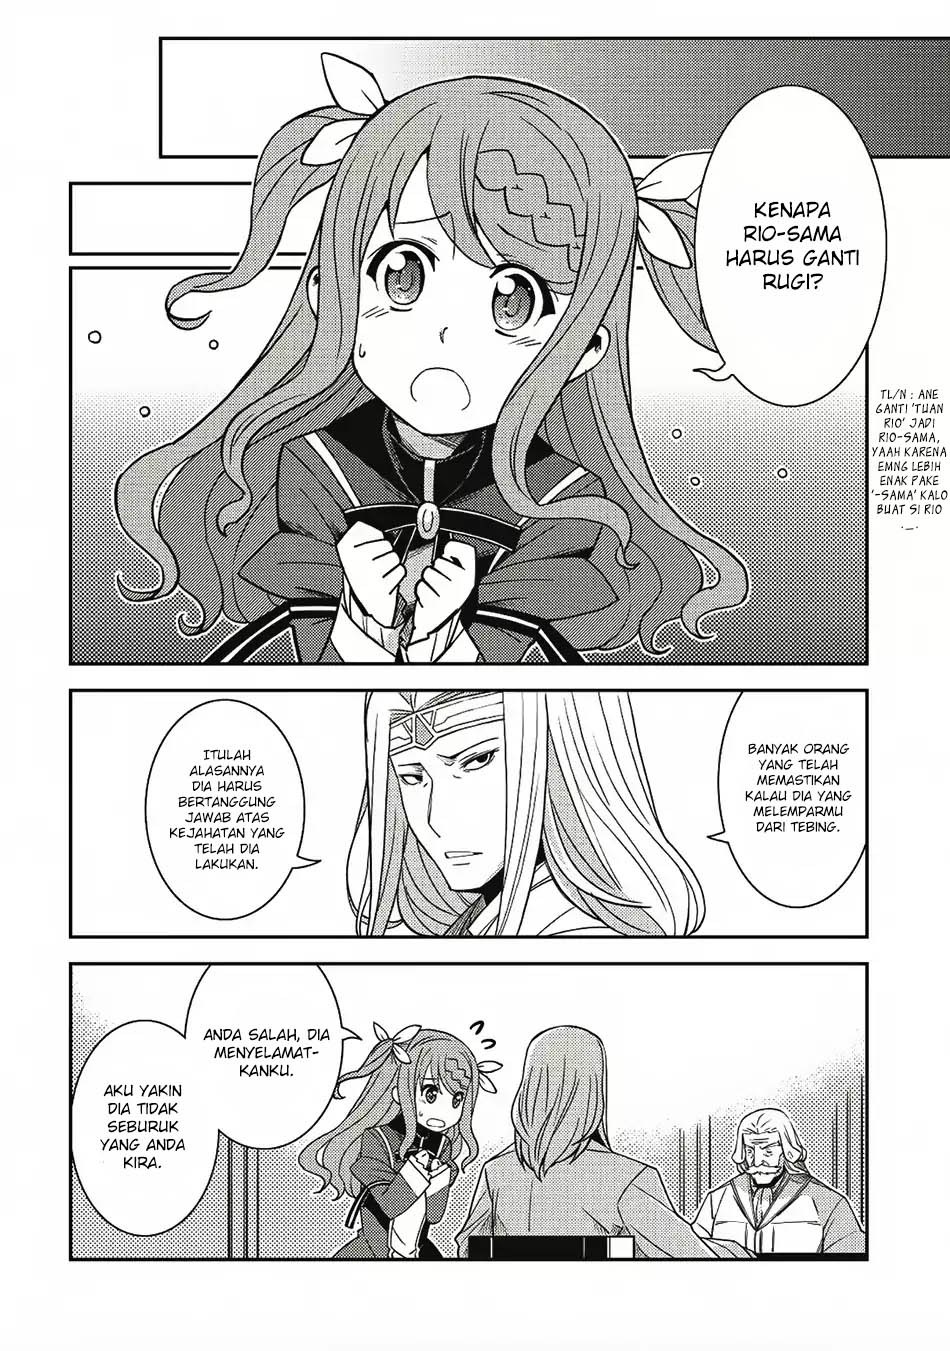 KENAPA
RIO-SAMA
HARUS GANTI
RUGI?
TL/N : ANE
GANTI 'TUAN
RIO' JADI
RIO-SAMA,
YAAH KARENA
EMNG LEBIH
ENAK PAKE
'-SAMA' KALO
BUAT SI RIO
._.
BANYAK ORANG
YANG TELAH
MEMASTIKAN
KALAU DIA YANG
MELEMPARMU
DARI TEBING.
ITULAH
ALASANNYA
DIA HARUS
BERTANGGUNG
JAWAB ATAS
KEJAHATAN YANG
TELAH DIA
LAKUKAN.
ANDA SALAH, DIA
MENYELAMAT-
KANKU.
AKU YAKIN
DIA TIDAK
SEBURUK
YANG ANDA
KIRA.